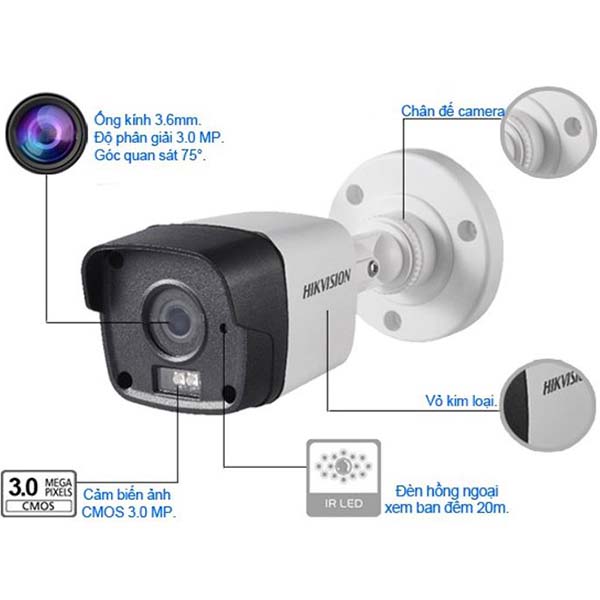 Ống kính 3.6mm.
Độ phân giải 3.0 MP.
Góc quan sát 75°.
Chân đế camera
HIKVISION
Vỏ kim loại.
HIKVISI
3.0 MEGA PIXELS
CMOS
Cảm biến ảnh
CMOS 3.0 MP.
IR LED
Đèn hồng ngoại
xem ban đêm 20m.